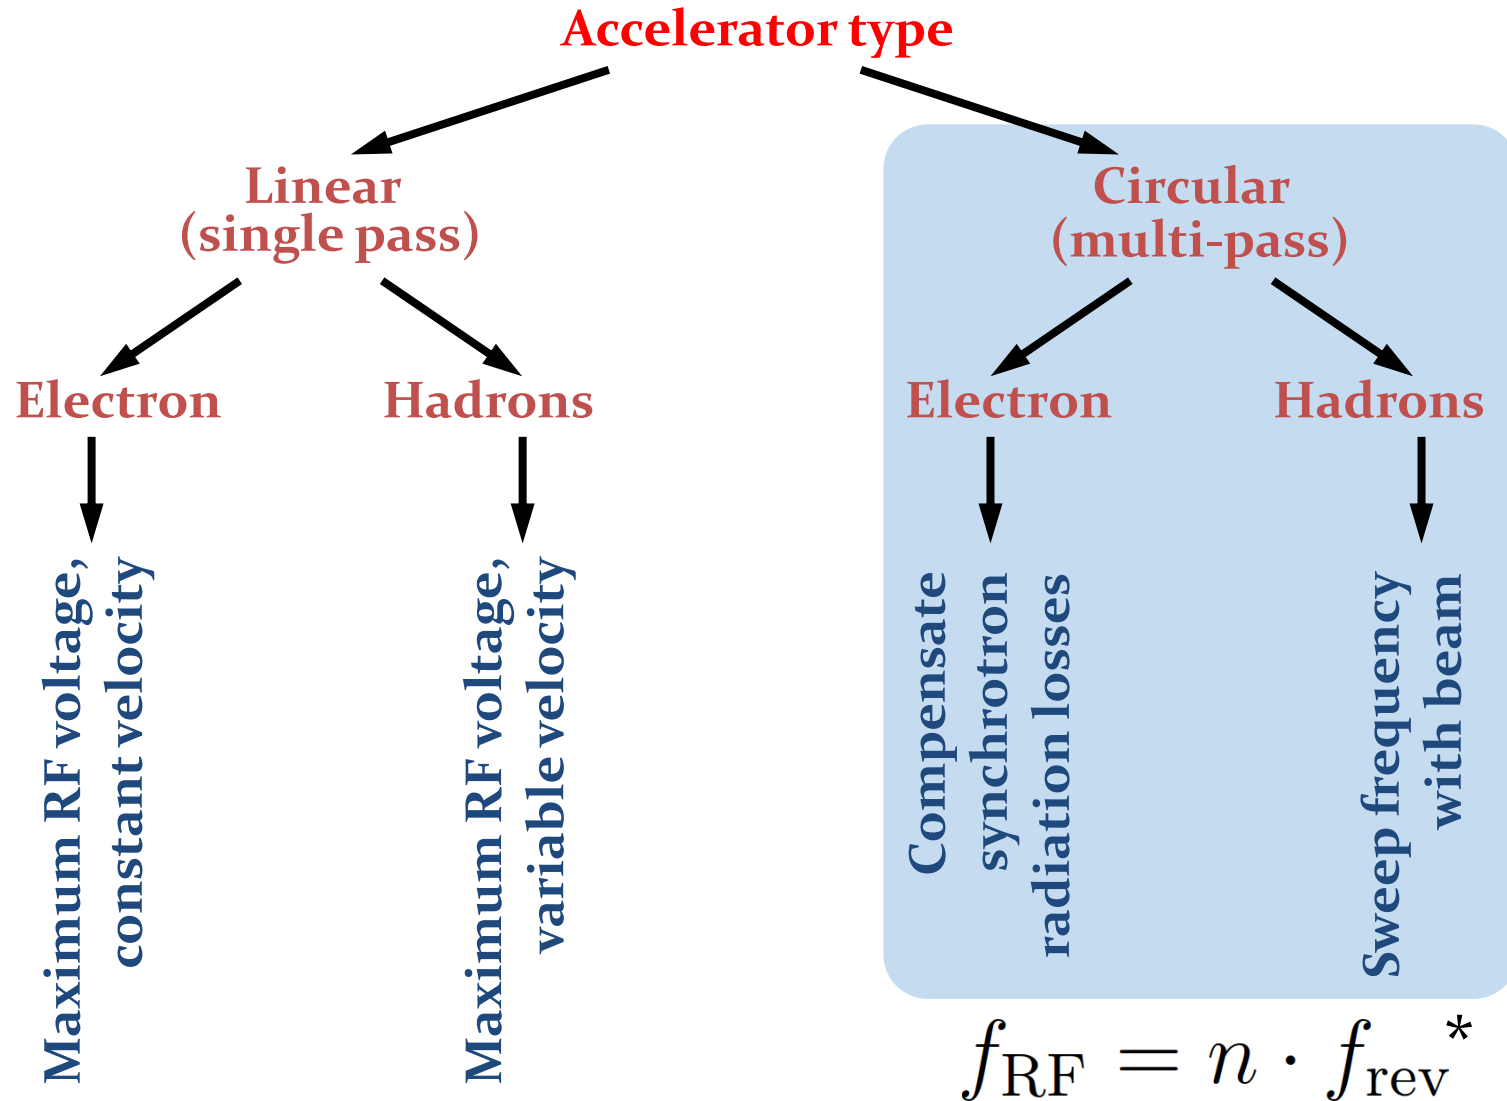 Accelerator type
Linear
(single pass)
Circular
(multi-pass)
Electron
Hadrons
Electron
Hadrons
Maximum RF voltage,
constant velocity
Maximum RF voltage,
variable velocity
Compensate
synchrotron
radiation losses
Sweep frequency
with beam
f_RF = n · f_rev*